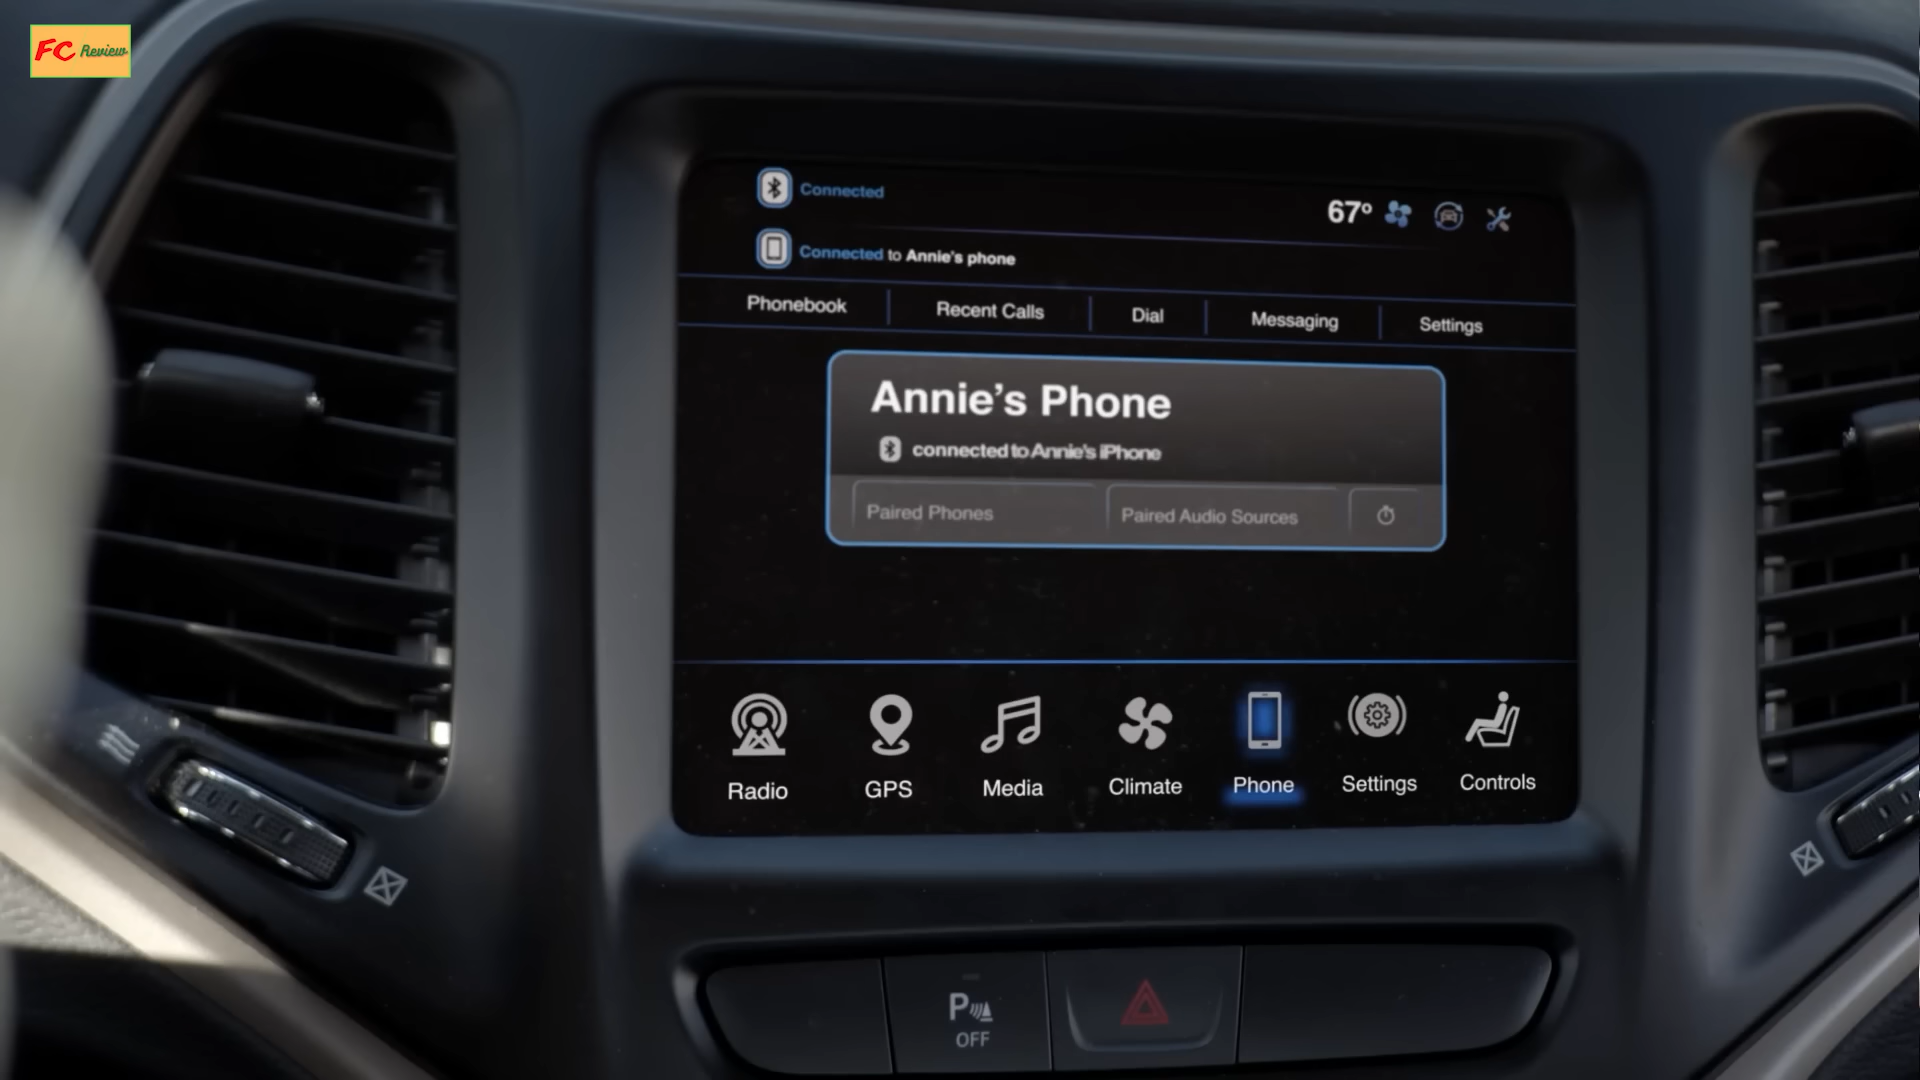 FC Review
Connected
67°
Connected to Annie's phone
Phonebook
Recent Calls
Dial
Messaging
Settings
Annie's Phone
connected to Annie's iPhone
Paired Phones
Paired Audio Sources
Radio
GPS
Media
Climate
Phone
Settings
Controls
P
OFF